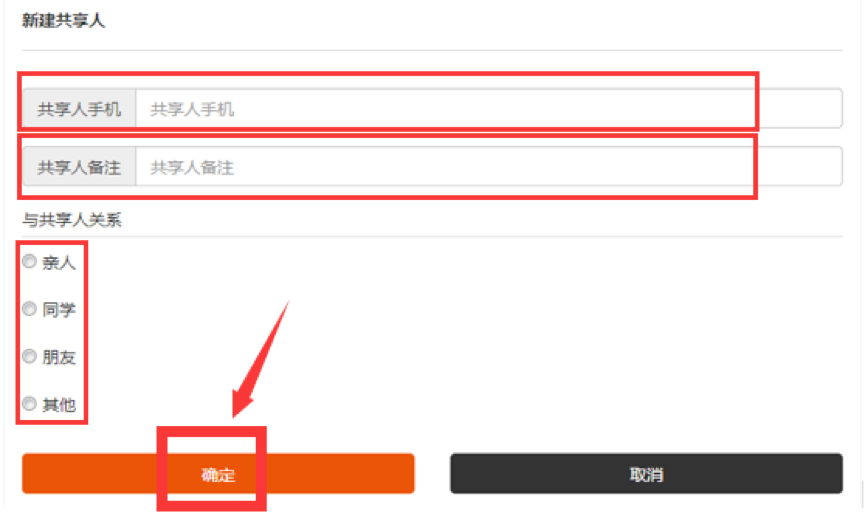 新建共享人
共享人手机 共享人手机
共享人备注 共享人备注
与共享人关系
亲人
同学
朋友
其他
确定 取消